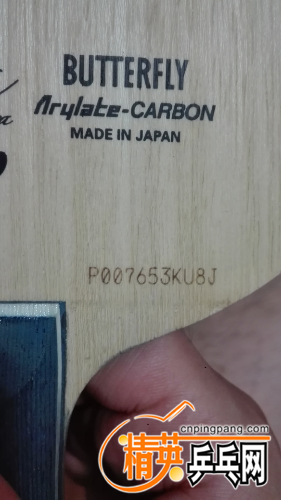 BUTTERFLY
Arylate-CARBON
MADE IN JAPAN
P007653KU8J
cnpingpang.com
精英乒乓网